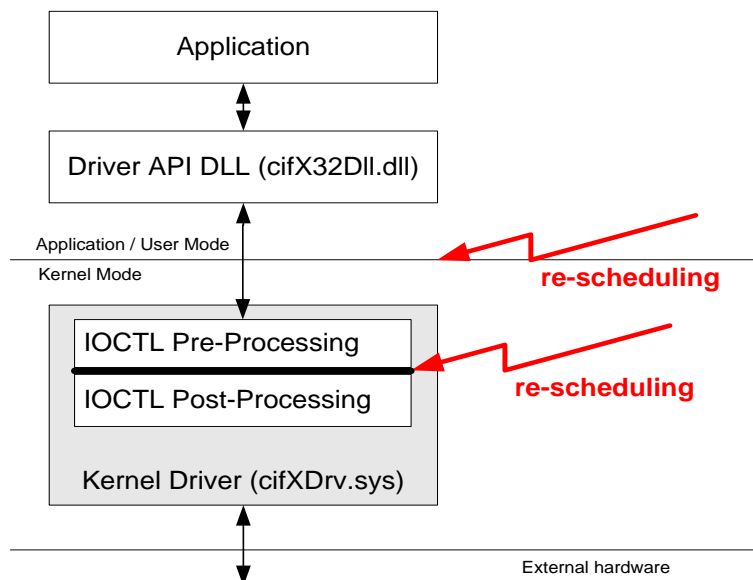 Application
Driver API DLL (cifX32Dll.dll)
Application / User Mode
Kernel Mode
re-scheduling
IOCTL Pre-Processing
IOCTL Post-Processing
re-scheduling
Kernel Driver (cifXDrv.sys)
External hardware